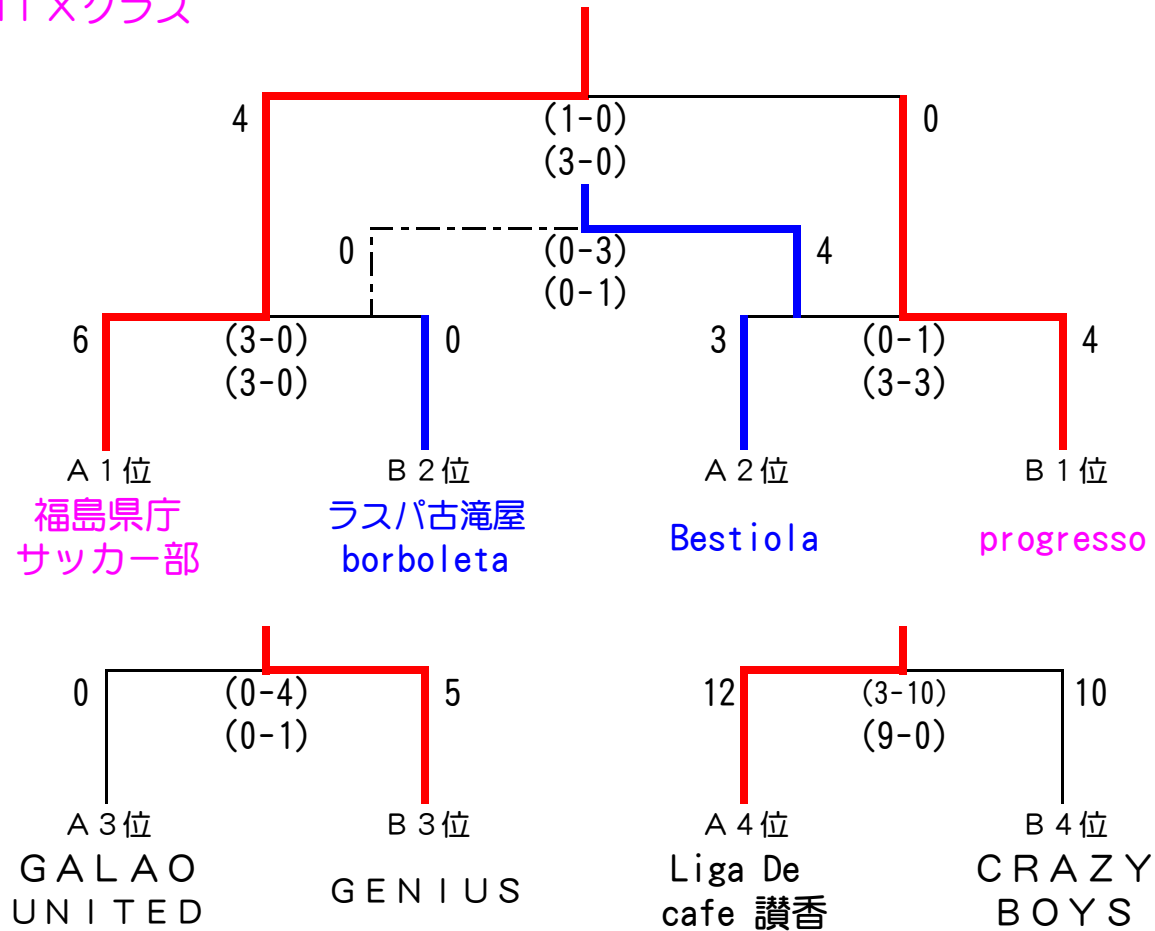 Xクラス
4
(1-0)
0
(3-0)
0
(0-3)
4
(0-1)
6
(3-0)
0
3
(0-1)
4
(3-0)
(3-3)
A1位
B2位
A2位
B1位
福島県庁
サッカー部
ラスパ古滝屋
borboleta
Bestiola
progresso
0
(0-4)
5
12
(3-10)
10
(0-1)
(9-0)
A3位
B3位
A4位
B4位
GALAO
UNITED
GENIUS
Liga De
cafe 讃香
CRAZY
BOYS